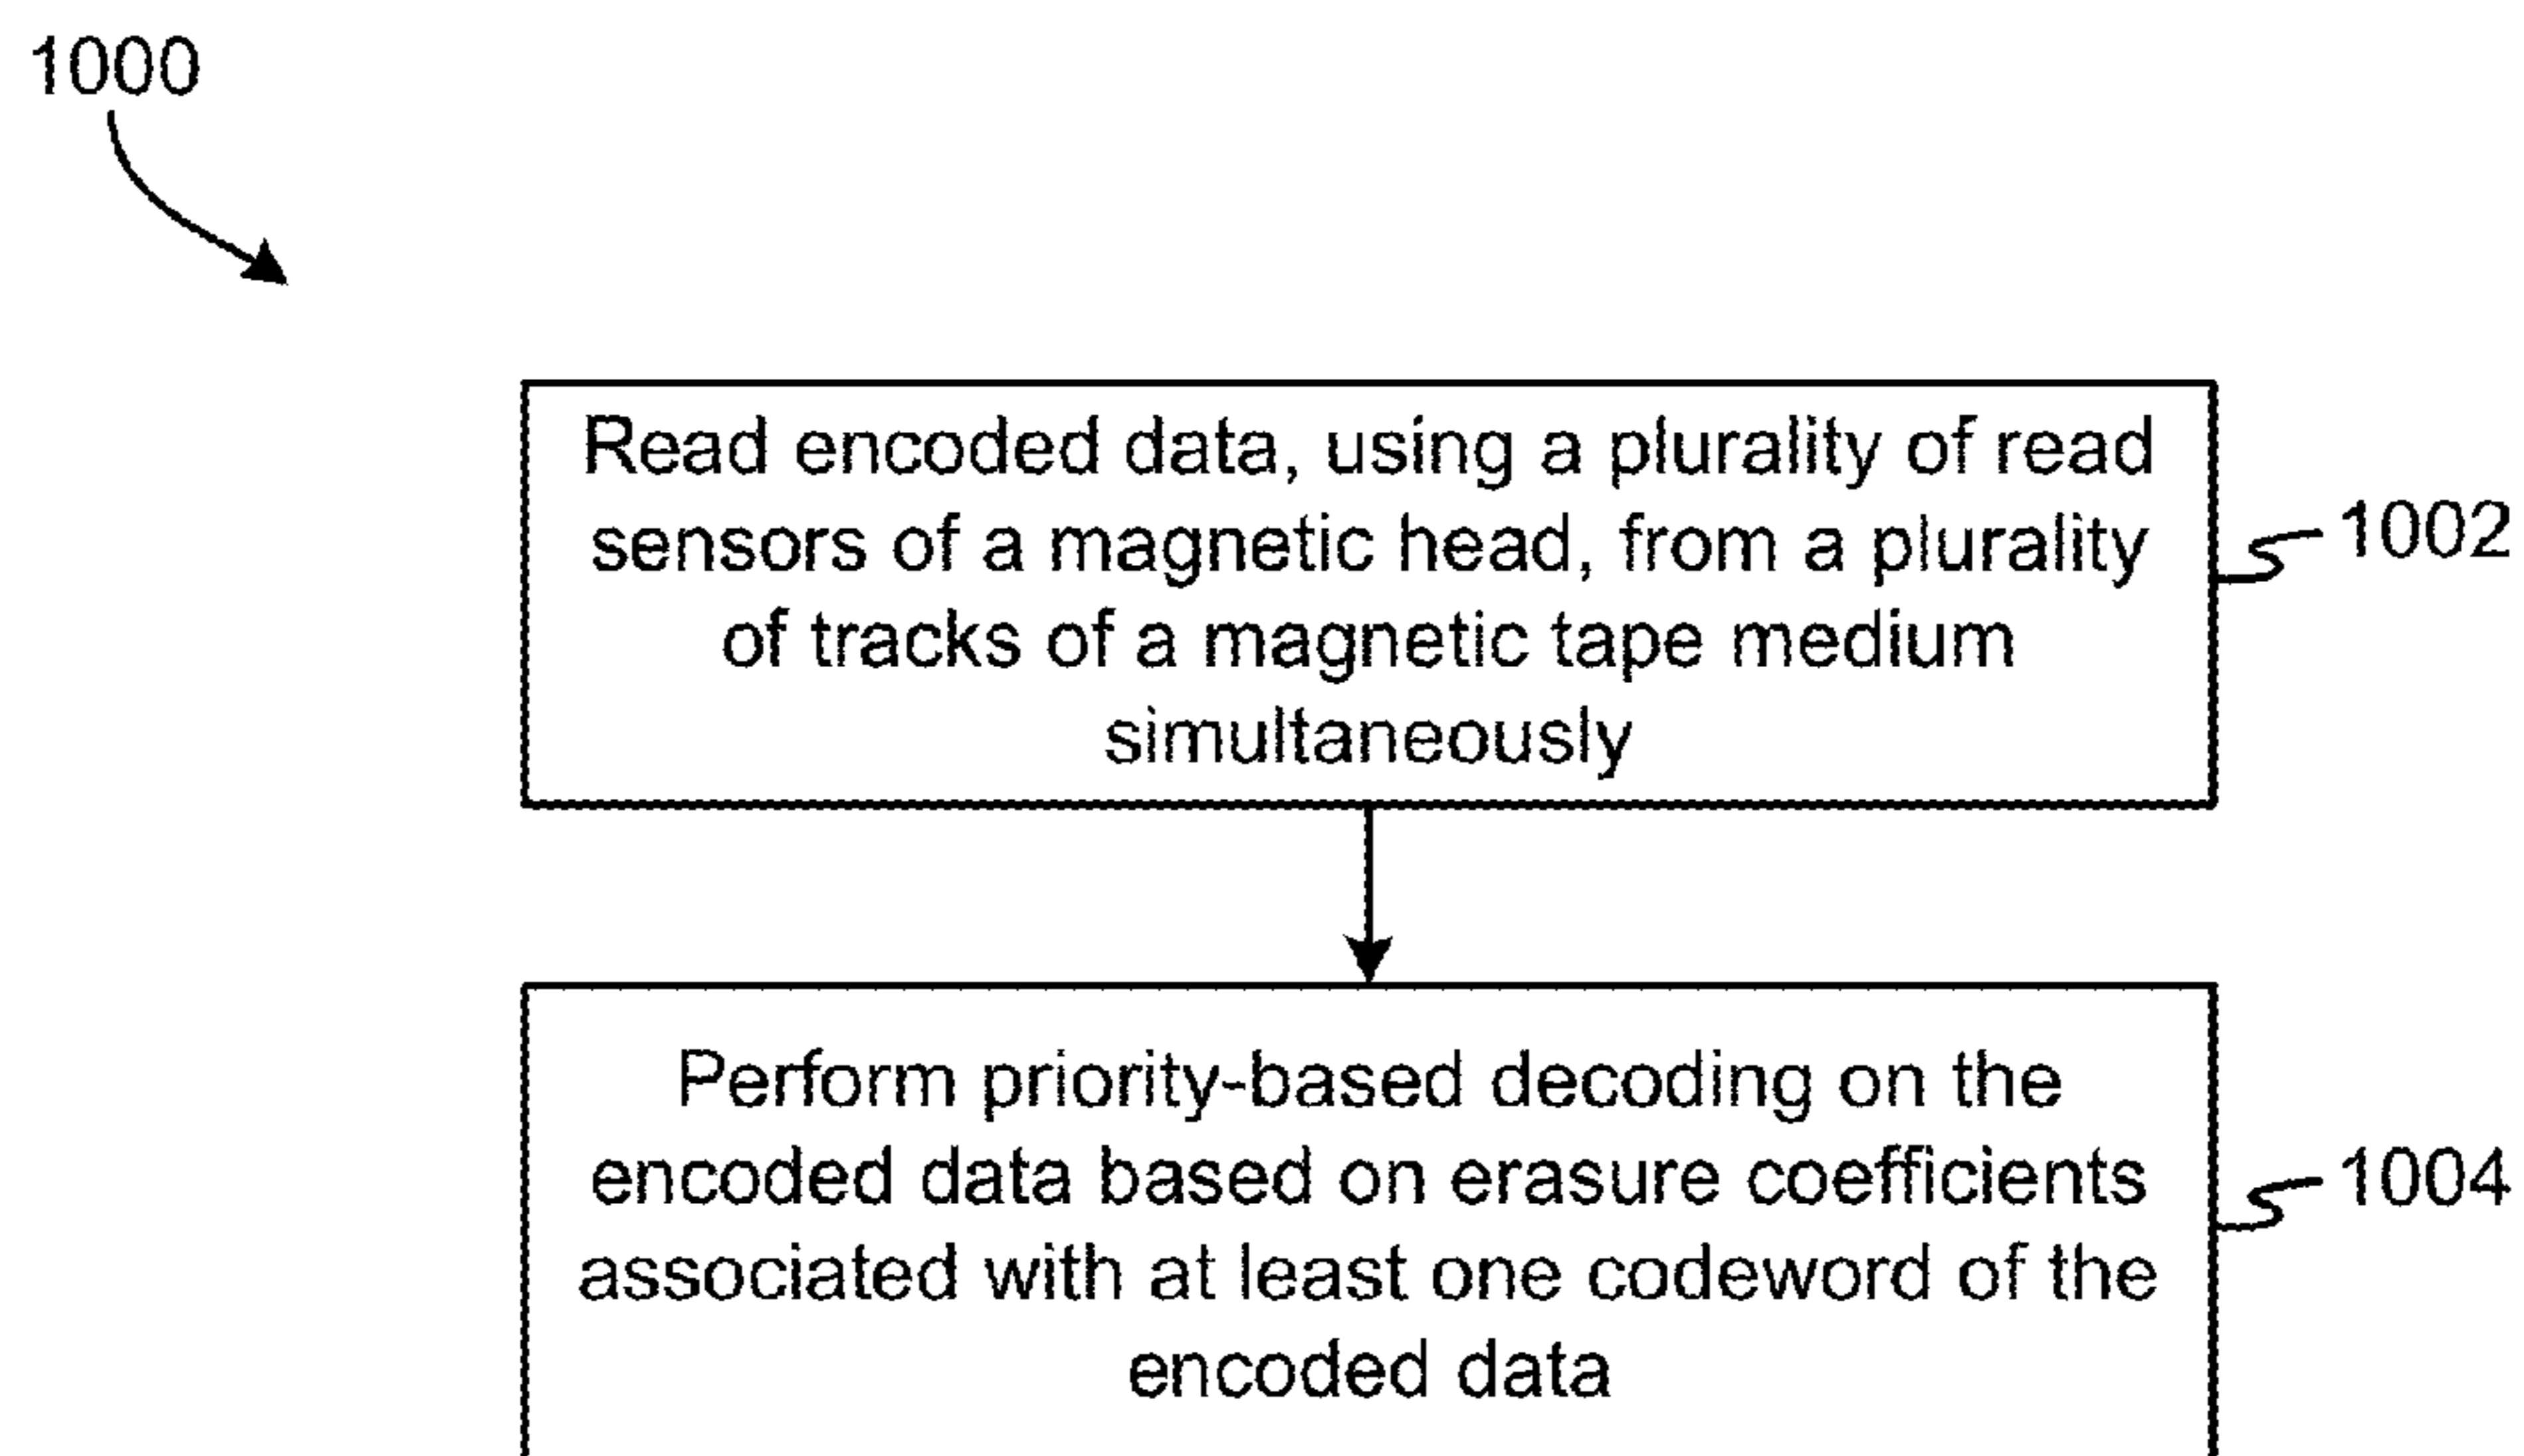 1000
Read encoded data, using a plurality of read
sensors of a magnetic head, from a plurality
of tracks of a magnetic tape medium
simultaneously
1002
Perform priority-based decoding on the
encoded data based on erasure coefficients
associated with at least one codeword of the
encoded data
1004